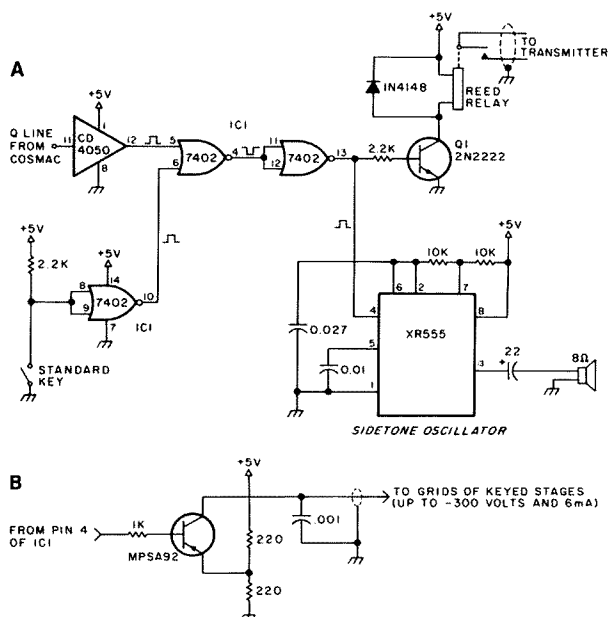 A
+5V
TO
TRANSMITTER
1N4148
REED
RELAY
Q LINE
FROM
COSMAC
11
CD
4050
1
12
8
5
6
IC1
7402
4
11
12
7402
13
2.2K
Q1
2N2222
+5V
2.2K
+5V
14
8
9
7402
10
7
IC1
STANDARD
KEY
+5V
10K
10K
6
2
7
4
8
XR555
0.027
5
0.01
1
3
+
22
8Ω
SIDETONE OSCILLATOR
B
+5V
TO GRIDS OF KEYED STAGES
(UP TO -300 VOLTS AND 6mA)
FROM PIN 4
OF IC1
1K
MPSA92
.001
220
220